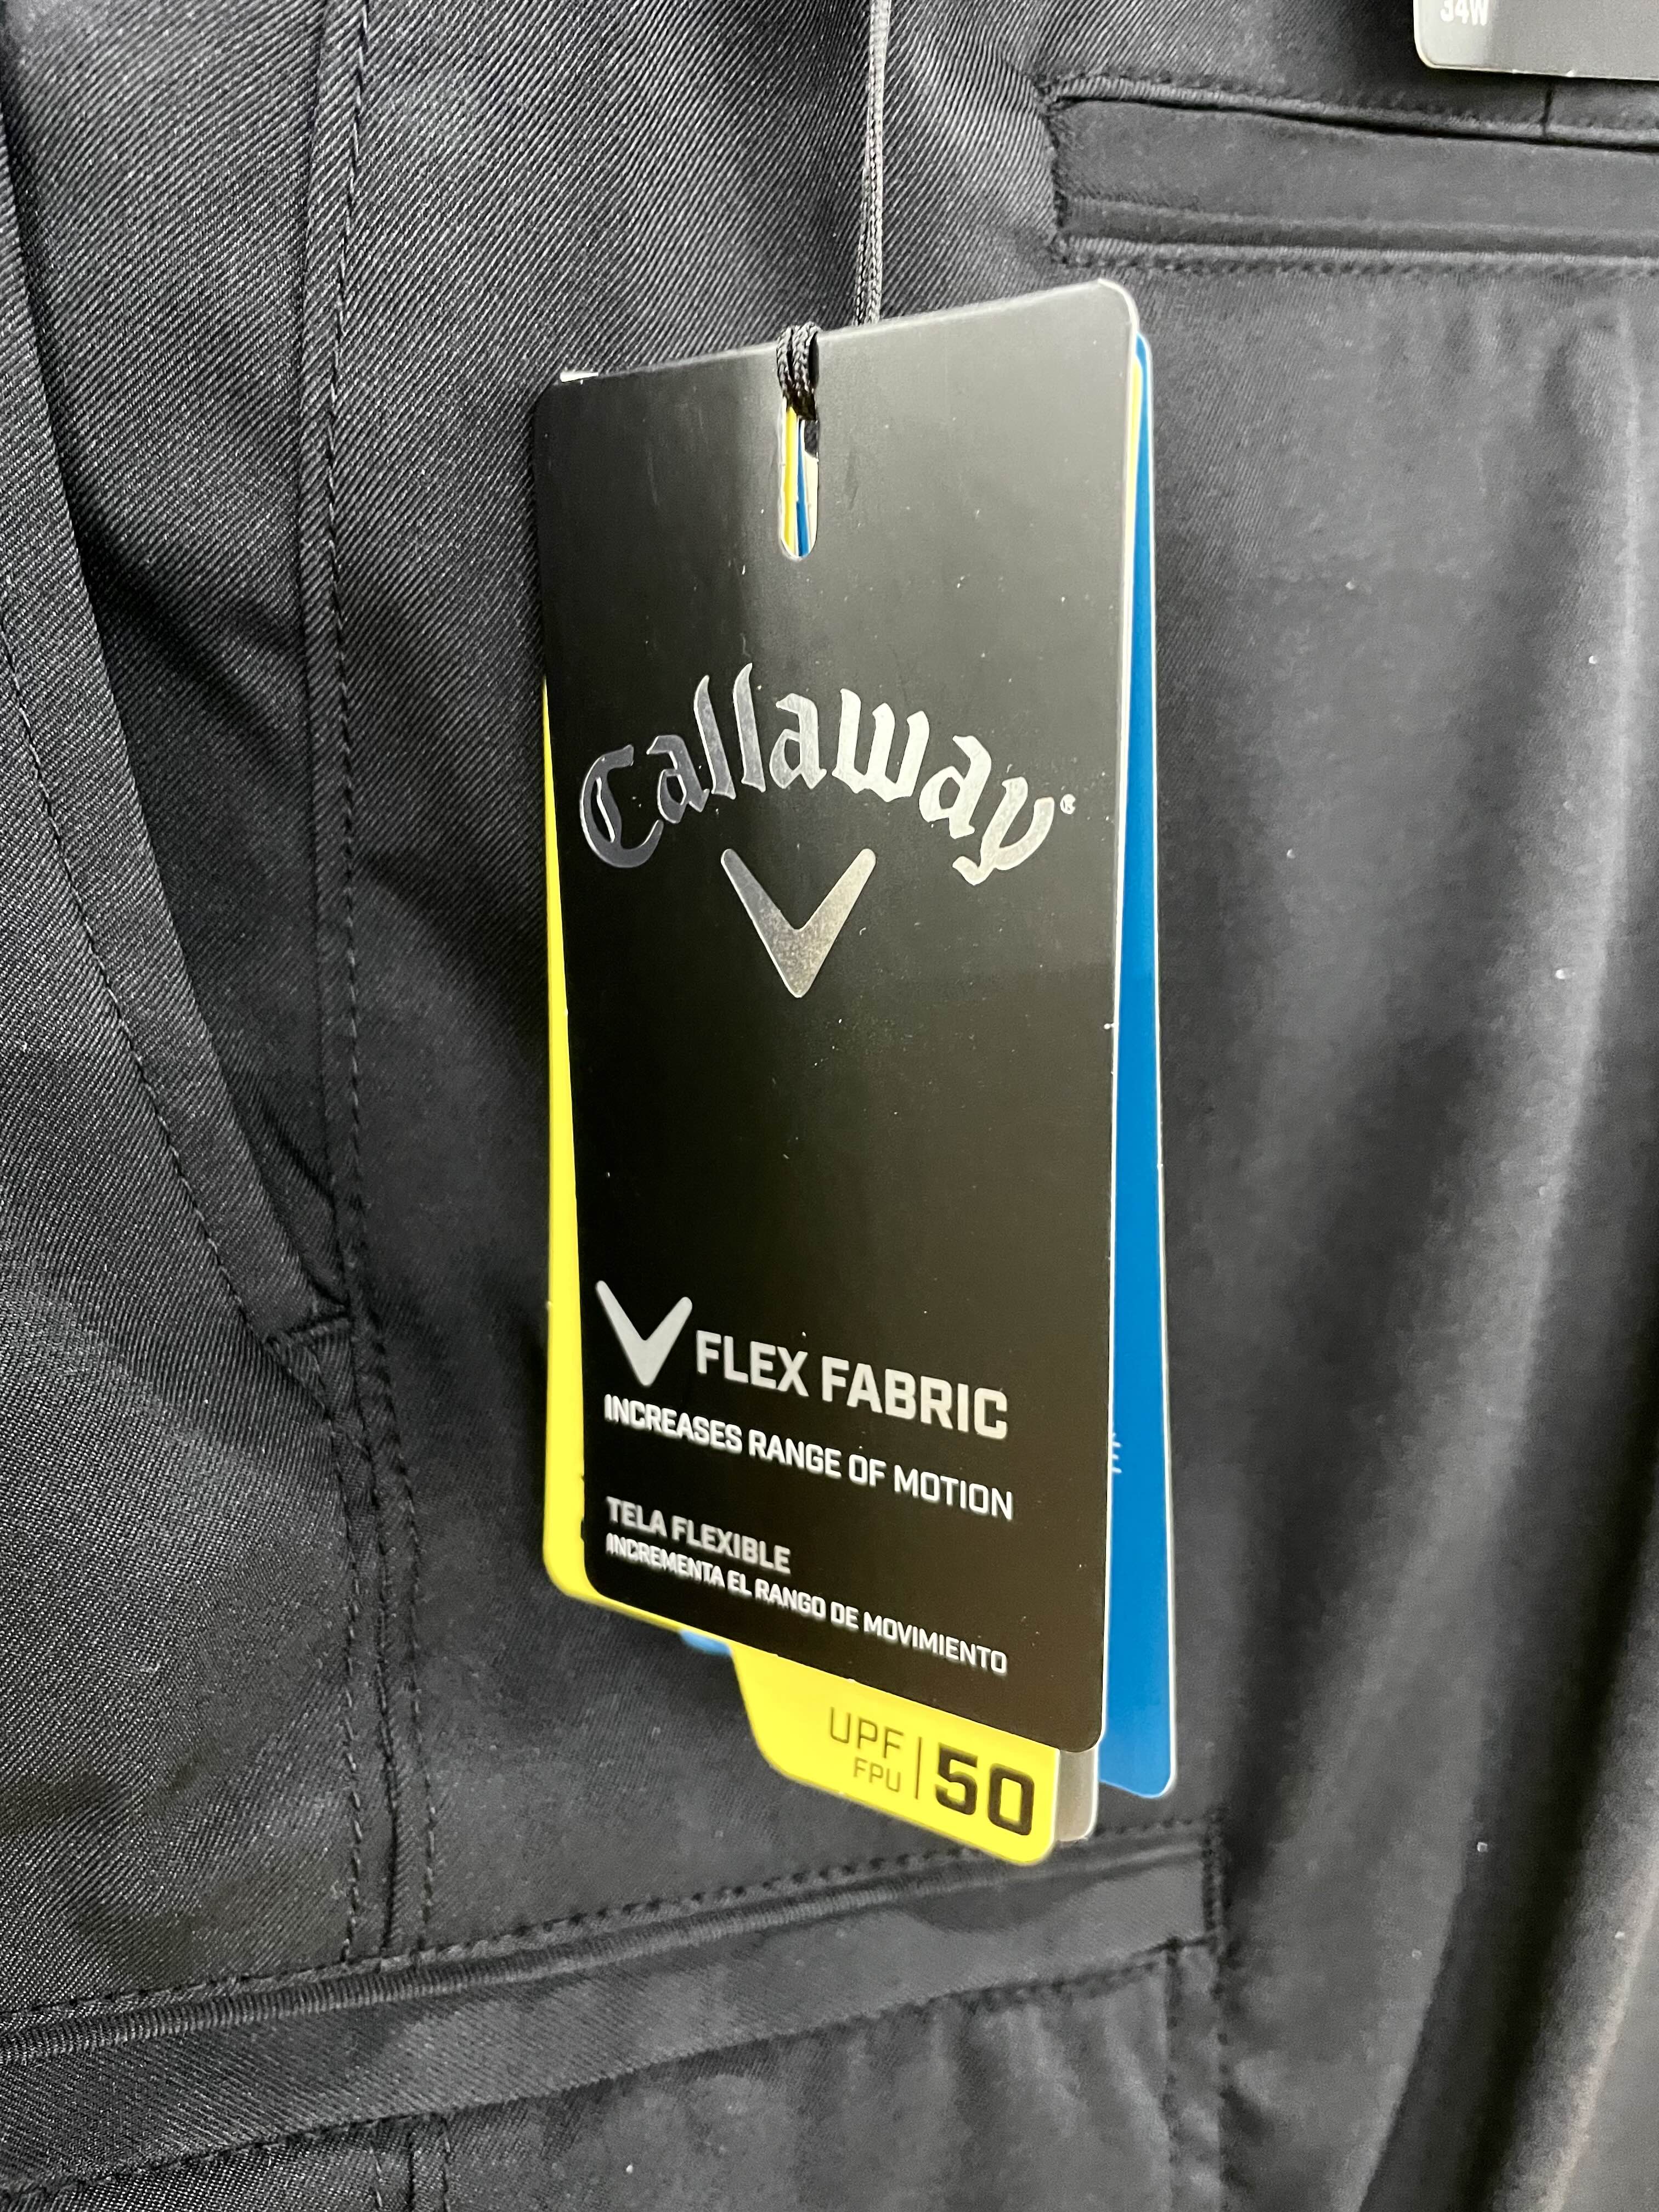 34W
Callaway®
FLEX FABRIC
INCREASES RANGE OF MOTION
TELA FLEXIBLE
INCREMENTA EL RANGO DE MOVIMIENTO
UPF
FPU
50